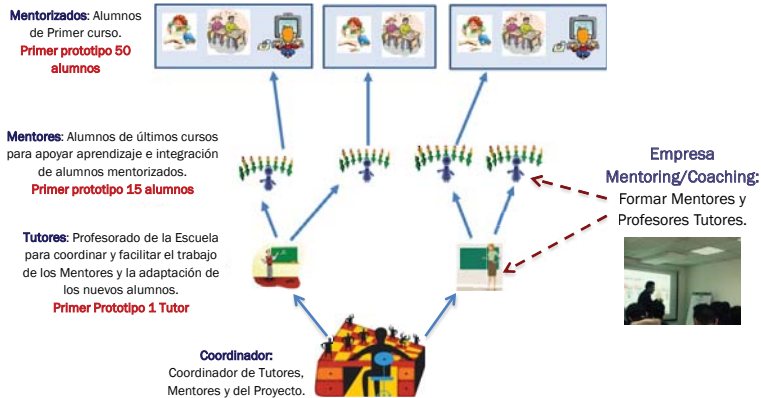 Mentorizados: Alumnos
de Primer curso.
Primer prototipo 50
alumnos
Mentores: Alumnos de últimos cursos
para apoyar aprendizaje e integración
de alumnos mentorizados.
Primer prototipo 15 alumnos
Empresa
Mentoring/Coaching:
Formar Mentores y
Profesores Tutores.
Tutores: Profesorado de la Escuela
para coordinar y facilitar el trabajo
de los Mentores y la adaptación de
los nuevos alumnos.
Primer Prototipo 1 Tutor
Coordinador:
Coordinador de Tutores,
Mentores y del Proyecto.